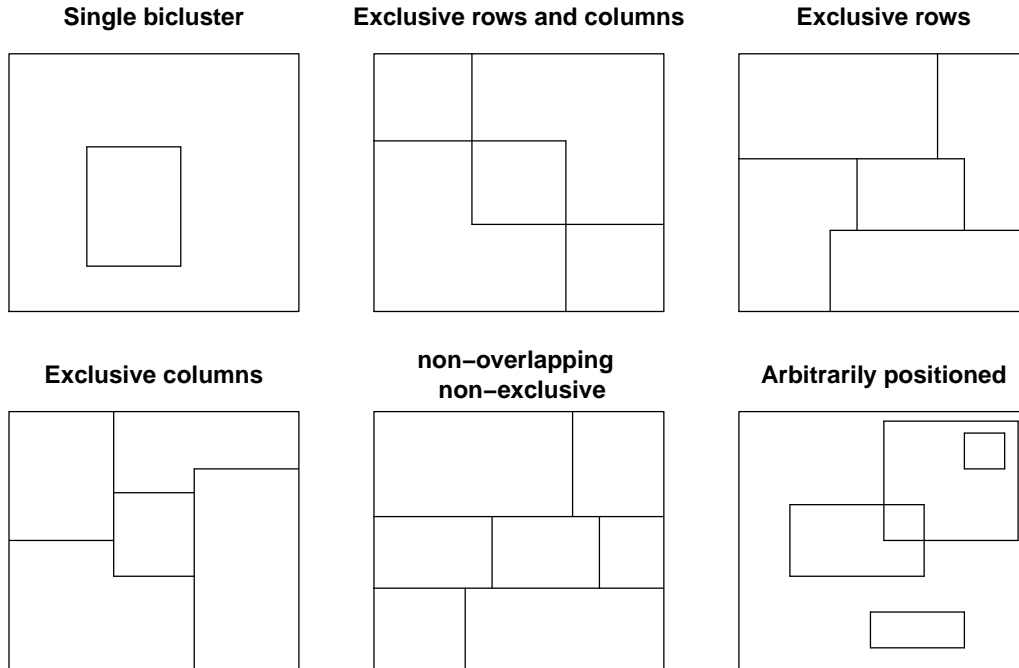 Single bicluster
Exclusive rows and columns
Exclusive rows
Exclusive columns
non−overlapping
non−exclusive
Arbitrarily positioned